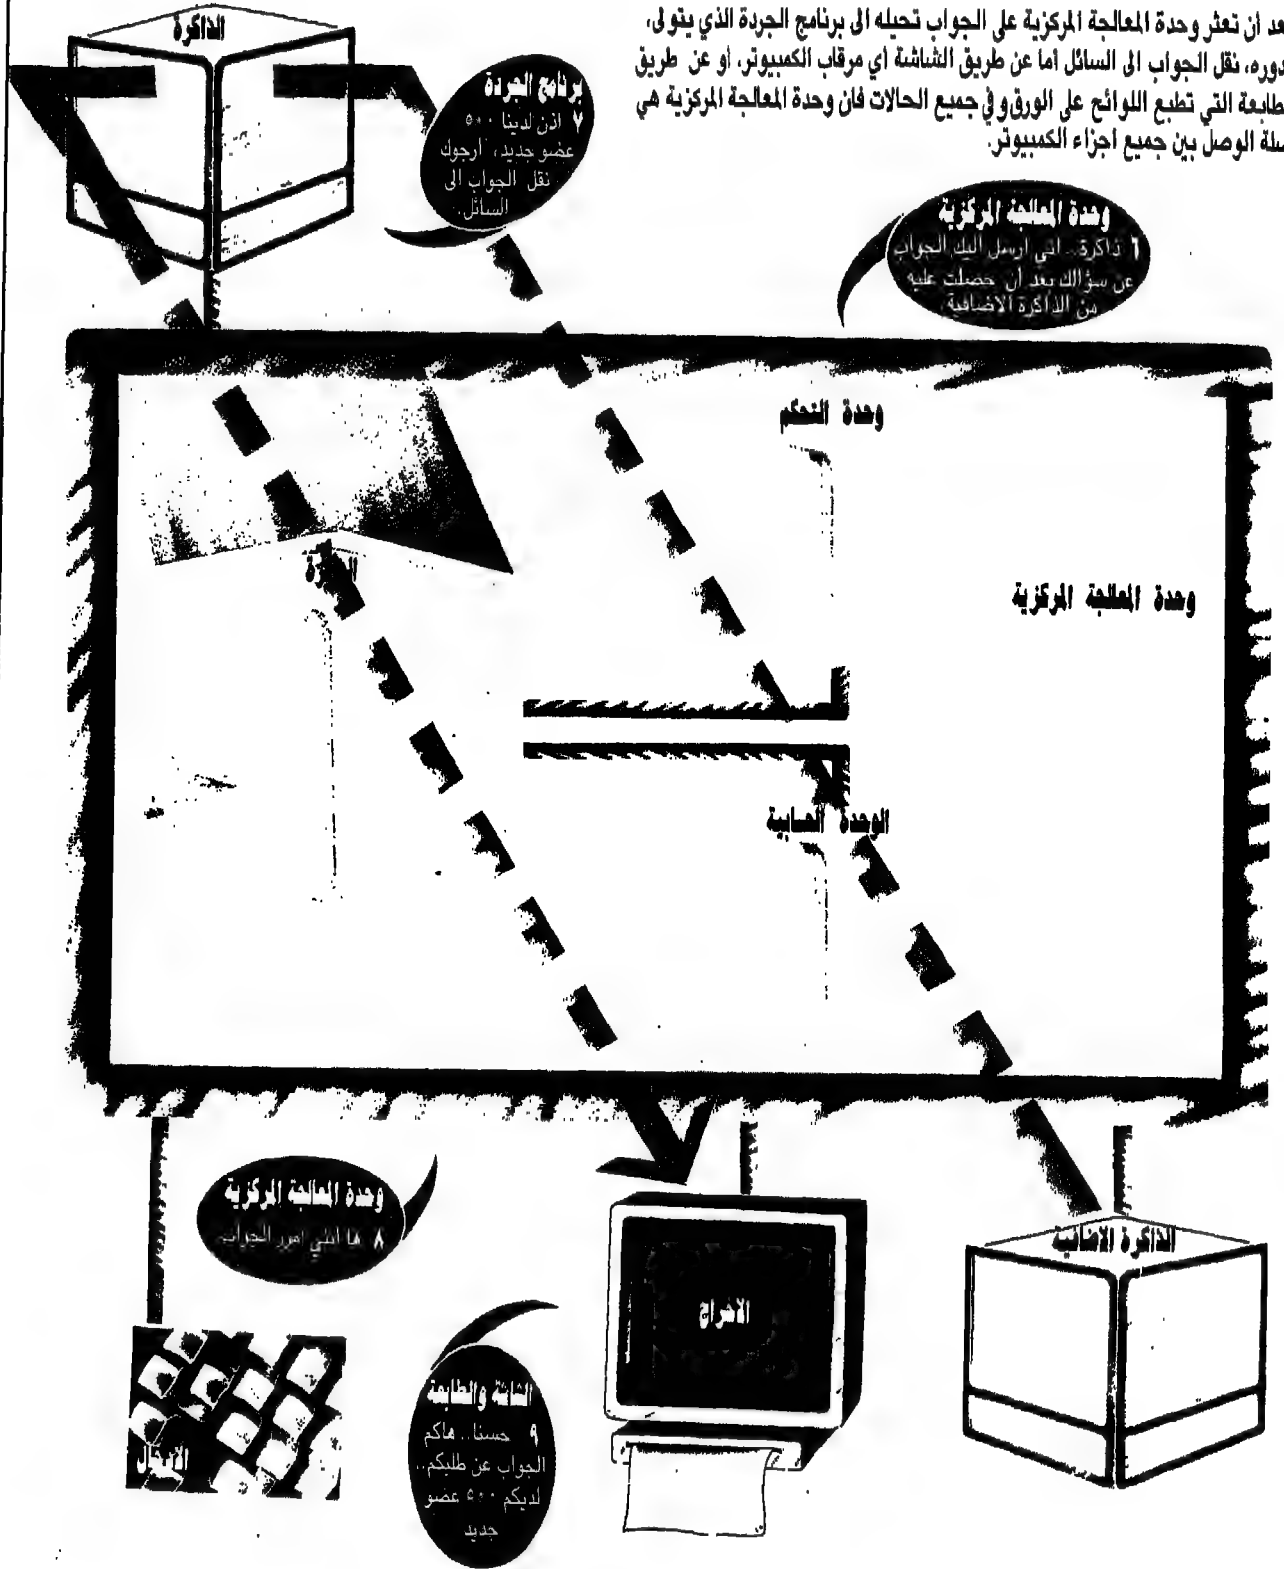 عد ان تعثر وحدة المعالجة المركزية على الجواب تحيله الى برنامج الجردة الذي يتولى،
دوره، نقل الجواب الى السائل اما عن طريق الشاشة اي مرقاب الكمبيوتر، او عن طريق
طابعة التي تطبع اللوائح على الورق وفي جميع الحالات فان وحدة المعالجة المركزية هي
صلة الوصل بين جميع اجزاء الكمبيوتر.
الذاكرة
برنامج الجردة
٧ اذن لدينا ٥٠٠
عضو جديد، ارجوك
نقل الجواب الى
السائل.
وحدة المعالجة المركزية
٦ ذاكرة.. اني ارسل اليك الجواب
عن سؤالك بعد ان حصلت عليه
من الذاكرة الاضافية
وحدة التحكم
وحدة المعالجة المركزية
الوحدة الحسابية
وحدة المعالجة المركزية
٨ ها انني امرر الجواب
الذاكرة الاضافية
الاخراج
الشاشة والطابعة
٩ حسنا.. هاكم
الجواب عن طلبكم..
لديكم ٥٠٠ عضو
جديد
الادخال